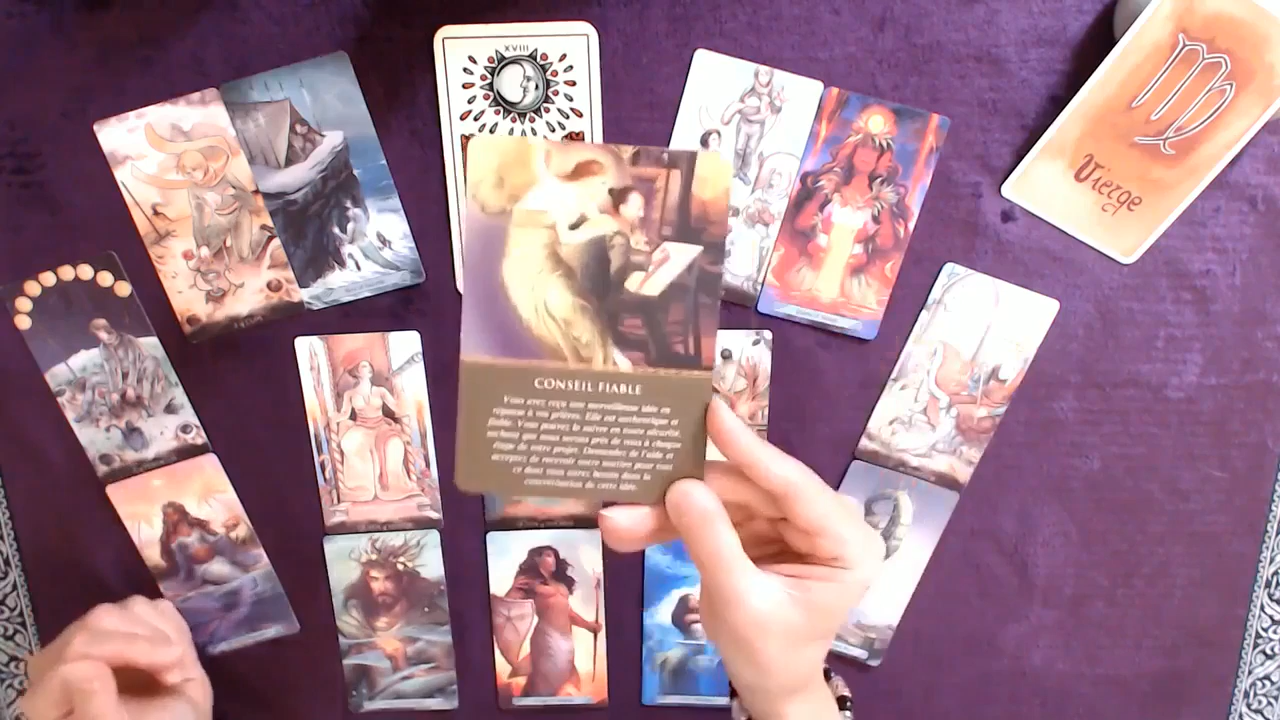 XVIII
Vierge
CONSEIL FIABLE
Vous avez reçu une merveilleuse idée en
réponse à vos prières. Elle est authentique et
fiable. Vous pouvez la suivre en toute sécurité,
sachant que nous serons près de vous à chaque
étape de votre projet. Demandez de l'aide et
acceptez de recevoir notre soutien pour tout
ce dont vous aurez besoin dans la
concrétisation de cette idée.